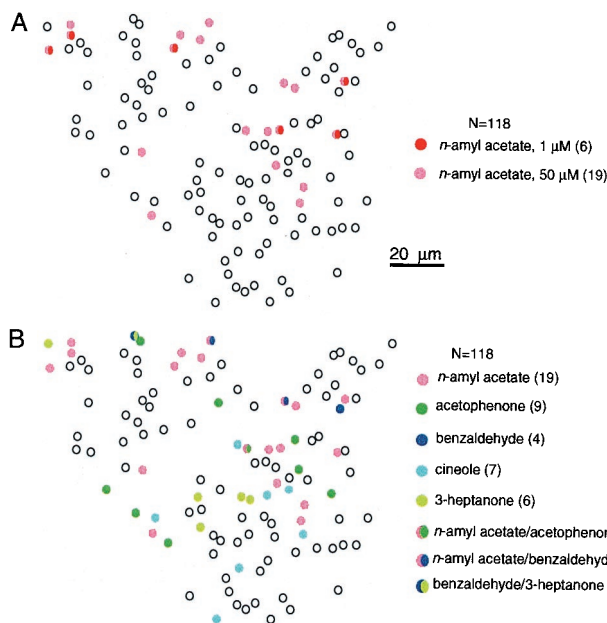 A
N=118
n-amyl acetate, 1 μM (6)
n-amyl acetate, 50 μM (19)
20 μm
B
N=118
n-amyl acetate (19)
acetophenone (9)
benzaldehyde (4)
cineole (7)
3-heptanone (6)
n-amyl acetate/acetophenon
n-amyl acetate/benzaldehyd
benzaldehyde/3-heptanone